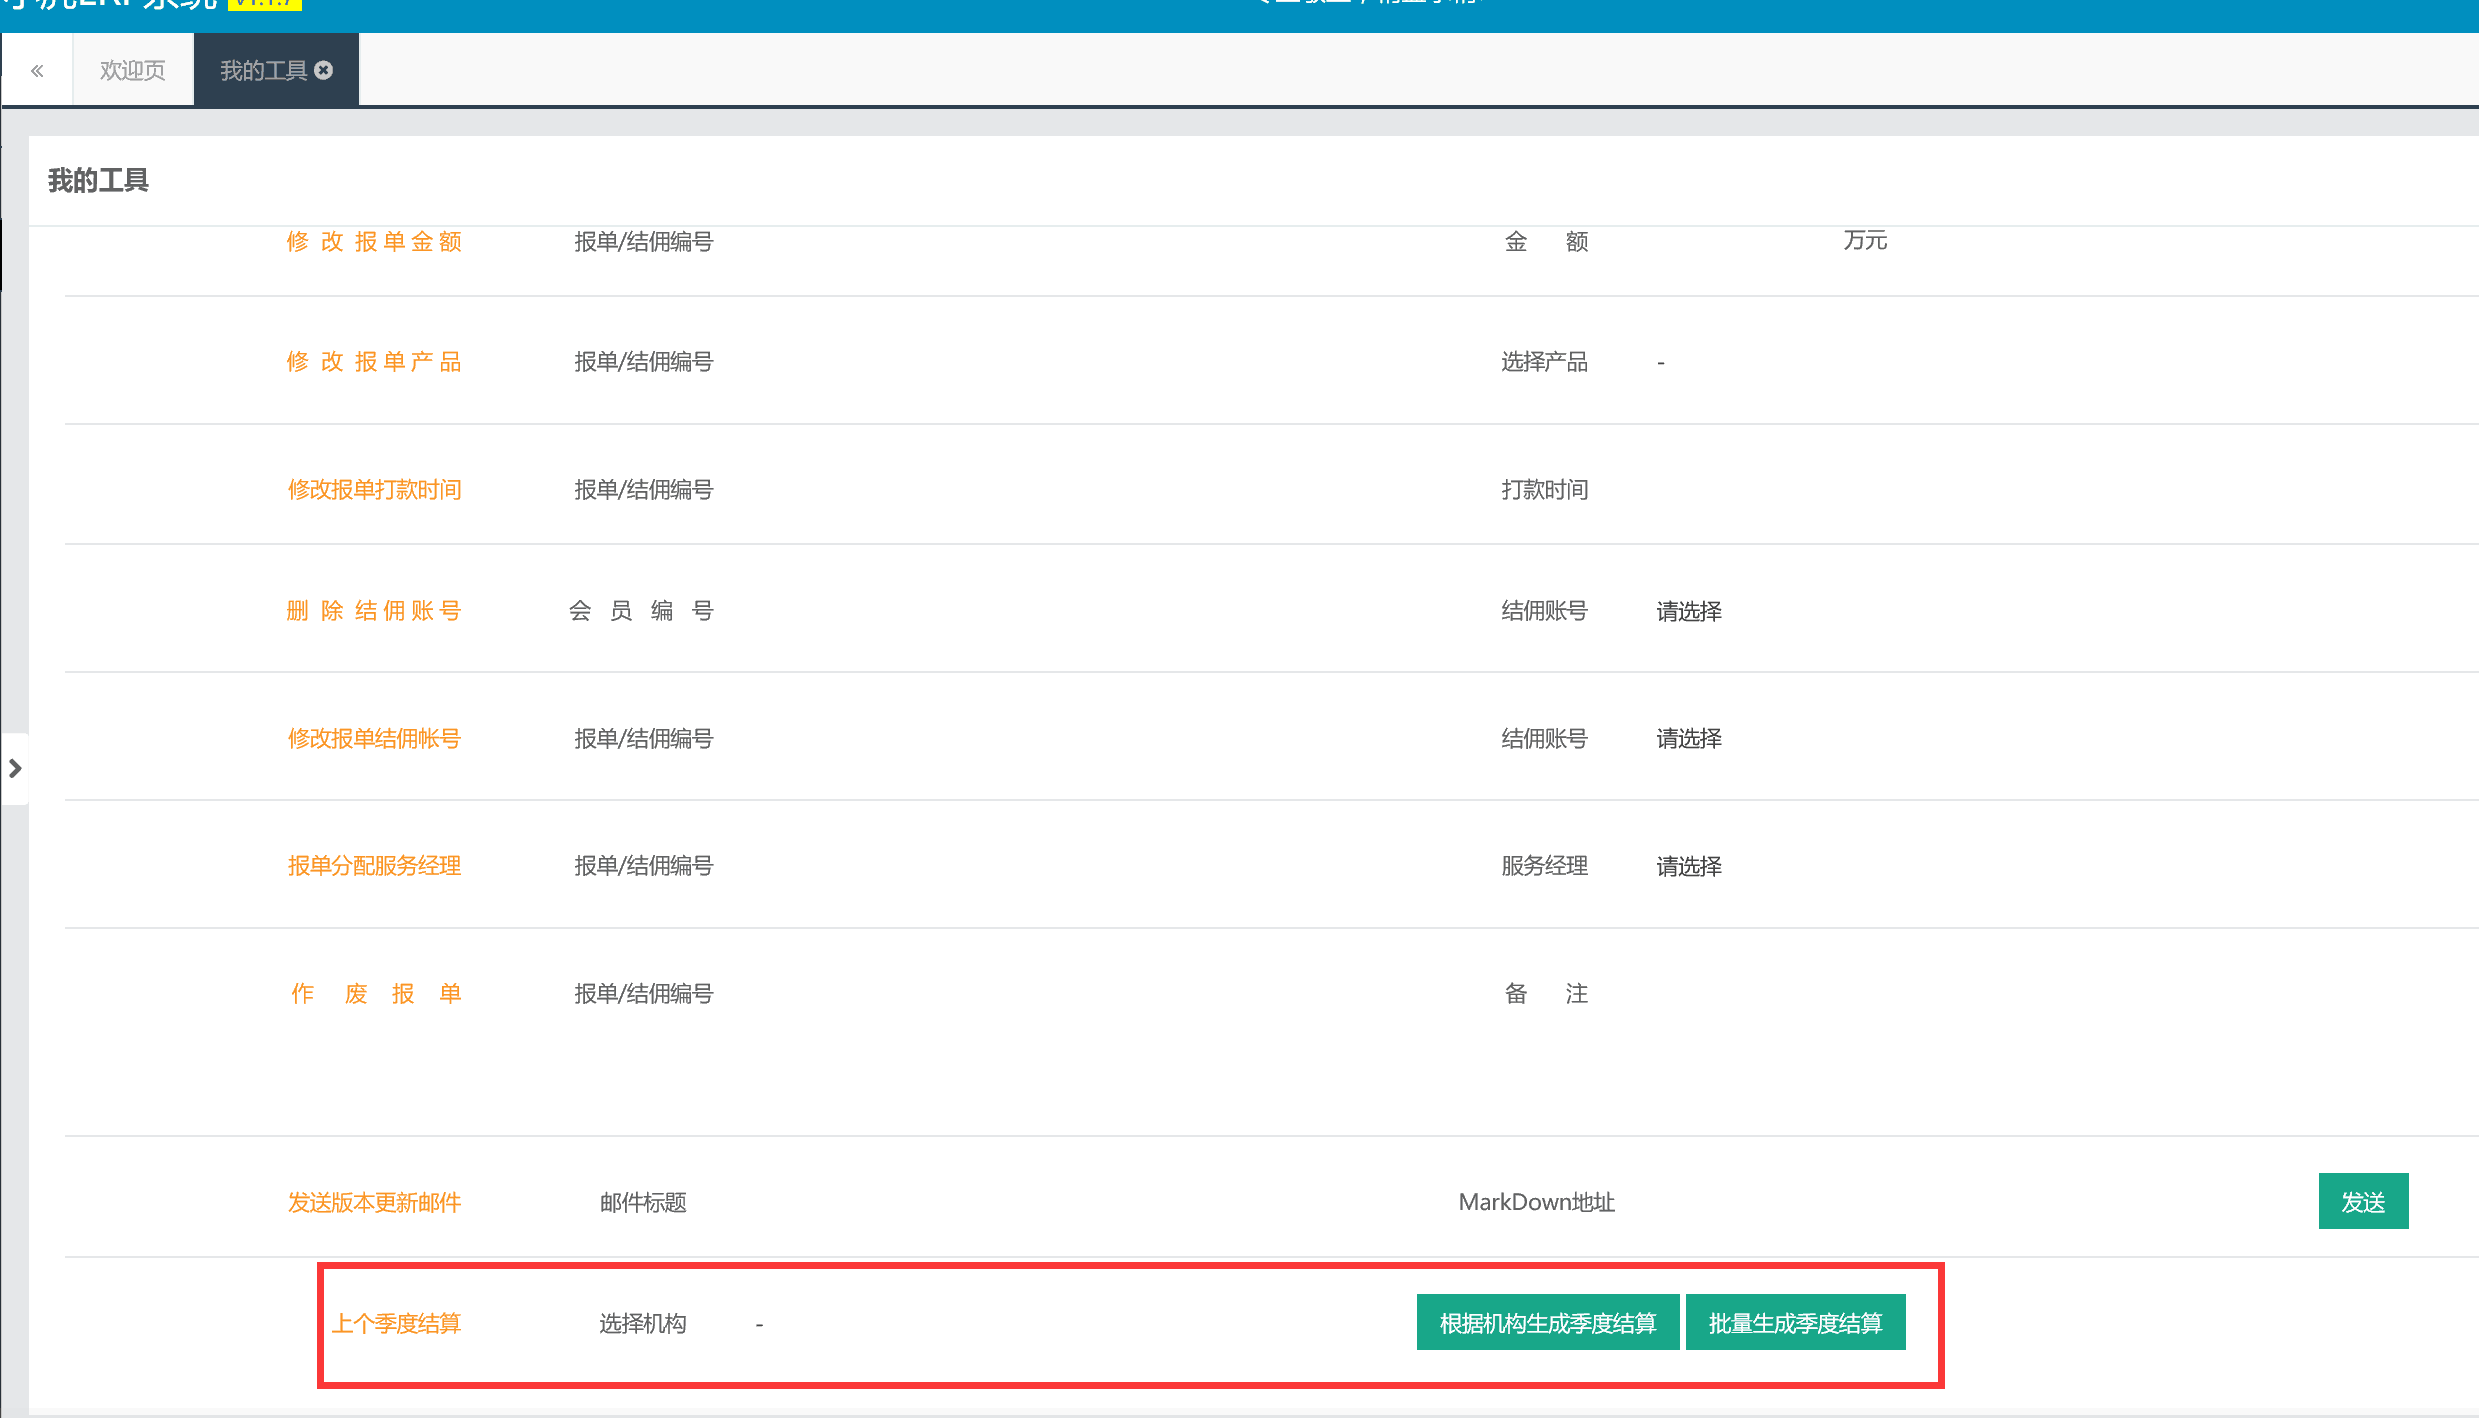 ERP系统 v1.1.7
« 欢迎页 我的工具
我的工具
修 改 报 单 金 额 报单/结佣编号 金 额 万元
修 改 报 单 产 品 报单/结佣编号 选择产品 -
修改报单打款时间 报单/结佣编号 打款时间
删 除 结 佣 账 号 会 员 编 号 结佣账号 请选择
修改报单结佣帐号 报单/结佣编号 结佣账号 请选择
报单分配服务经理 报单/结佣编号 服务经理 请选择
作 废 报 单 报单/结佣编号 备 注
发送版本更新邮件 邮件标题 MarkDown地址 发送
上个季度结算 选择机构 - 根据机构生成季度结算 批量生成季度结算